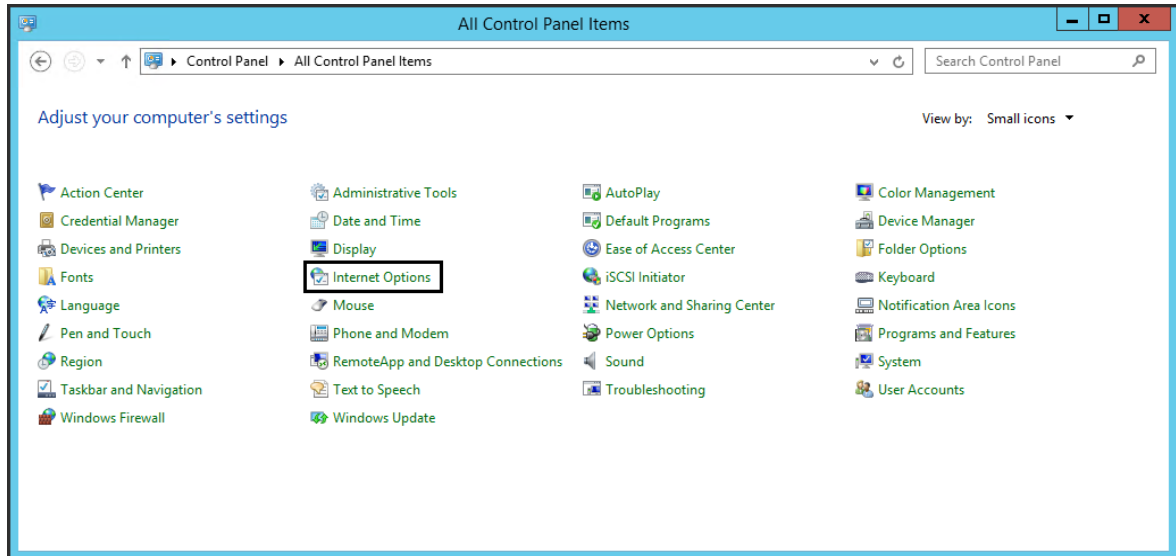 All Control Panel Items
Control Panel All Control Panel Items
Search Control Panel
Adjust your computer's settings
View by: Small icons
Action Center Administrative Tools AutoPlay Color Management
Credential Manager Date and Time Default Programs Device Manager
Devices and Printers Display Ease of Access Center Folder Options
Fonts Internet Options iSCSI Initiator Keyboard
Language Mouse Network and Sharing Center Notification Area Icons
Pen and Touch Phone and Modem Power Options Programs and Features
Region RemoteApp and Desktop Connections Sound System
Taskbar and Navigation Text to Speech Troubleshooting User Accounts
Windows Firewall Windows Update